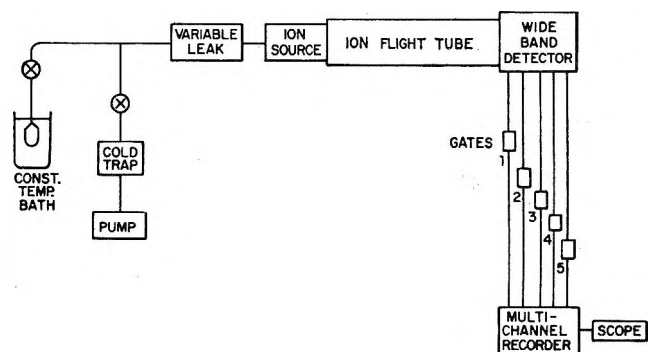 VARIABLE
LEAK
ION
SOURCE
ION FLIGHT TUBE
WIDE
BAND
DETECTOR
CONST.
TEMP.
BATH
COLD
TRAP
PUMP
GATES
1
2
3
4
5
MULTI-
CHANNEL
RECORDER
SCOPE